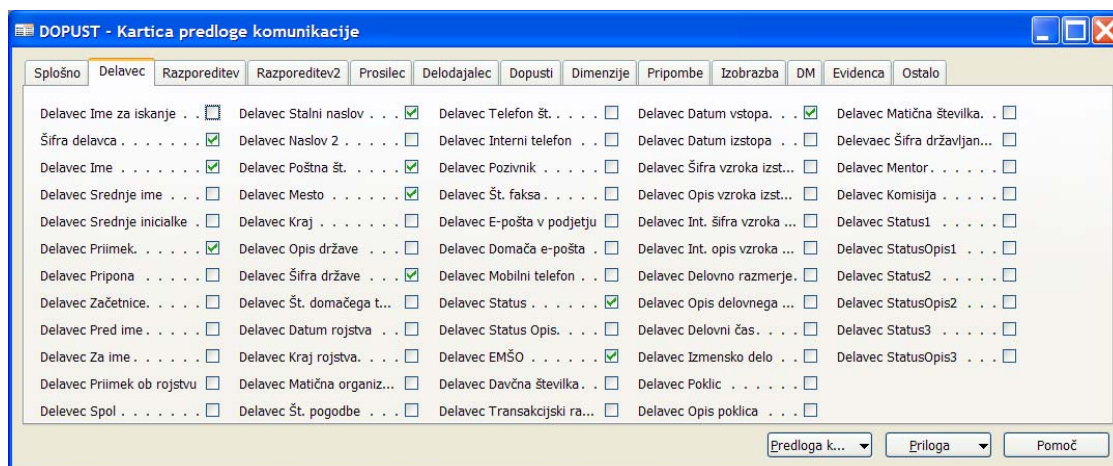 DOPUST - Kartica predloge komunikacije
Splošno Delavec Razporeditev Razporeditev2 Prosilec Delodajalec Dopusti Dimenzije Pripombe Izobrazba DM Evidenca Ostalo
Delavec Ime za iskanje . . Delavec Stalni naslov . . . Delavec Telefon št. . . . . Delavec Datum vstopa. . . Delavec Matična številka. .
Šifra delavca . . . . . . . Delavec Naslov 2 . . . . . Delavec Interni telefon . . Delavec Datum izstopa . . Delevaec Šifra državljan...
Delavec Ime . . . . . . . Delavec Poštna št. . . . . Delavec Pozivnik . . . . . Delavec Šifra vzroka izst... Delavec Mentor. . . . . .
Delavec Srednje ime . . . Delavec Mesto . . . . . . Delavec Št. faksa. . . . . Delavec Opis vzroka izst... Delavec Komisija . . . . .
Delavec Srednje inicialke . Delavec Kraj . . . . . . . Delavec E-pošta v podjetju Delavec Int. šifra vzroka ... Delavec Status1 . . . . .
Delavec Priimek. . . . . . Delavec Opis države . . . Delavec Domača e-pošta . Delavec Int. opis vzroka ... Delavec StatusOpis1 . . .
Delavec Pripona . . . . . Delavec Šifra države . . . Delavec Mobilni telefon . . Delavec Delovno razmerje. Delavec Status2 . . . . .
Delavec Začetnice. . . . . Delavec Št. domačega t... Delavec Status . . . . . . Delavec Opis delovnega ... Delavec StatusOpis2 . . .
Delavec Pred ime . . . . . Delavec Datum rojstva . . Delavec Status Opis. . . . Delavec Delovni čas. . . . Delavec Status3 . . . . .
Delavec Za ime . . . . . . Delavec Kraj rojstva. . . . Delavec EMŠO . . . . . . Delavec Izmensko delo . . Delavec StatusOpis3 . . .
Delavec Priimek ob rojstvu Delavec Matična organiz... Delavec Davčna številka. . Delavec Poklic . . . . . .
Delevec Spol . . . . . . . Delavec Št. pogodbe . . . Delavec Transakcijski ra... Delavec Opis poklica . . .
Predloga k... Priloga Pomoč